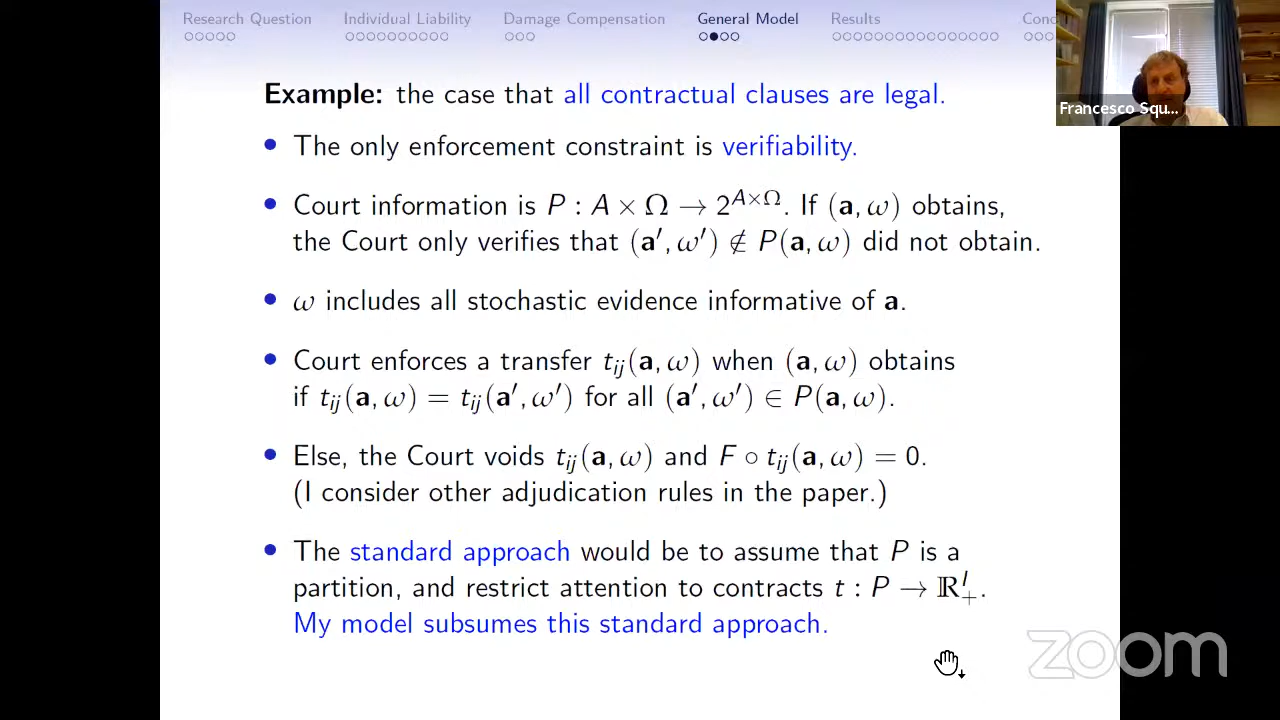 Research Question Individual Liability Damage Compensation General Model Results Conc
Francesco Squ...
Example: the case that all contractual clauses are legal.
• The only enforcement constraint is verifiability.
• Court information is P : A × Ω → 2^{A×Ω}. If (a, ω) obtains,
the Court only verifies that (a′, ω′) ∉ P(a, ω) did not obtain.
• ω includes all stochastic evidence informative of a.
• Court enforces a transfer t_{ij}(a, ω) when (a, ω) obtains
if t_{ij}(a, ω) = t_{ij}(a′, ω′) for all (a′, ω′) ∈ P(a, ω).
• Else, the Court voids t_{ij}(a, ω) and F ∘ t_{ij}(a, ω) = 0.
(I consider other adjudication rules in the paper.)
• The standard approach would be to assume that P is a
partition, and restrict attention to contracts t : P → ℝ_+^I.
My model subsumes this standard approach.
zoom